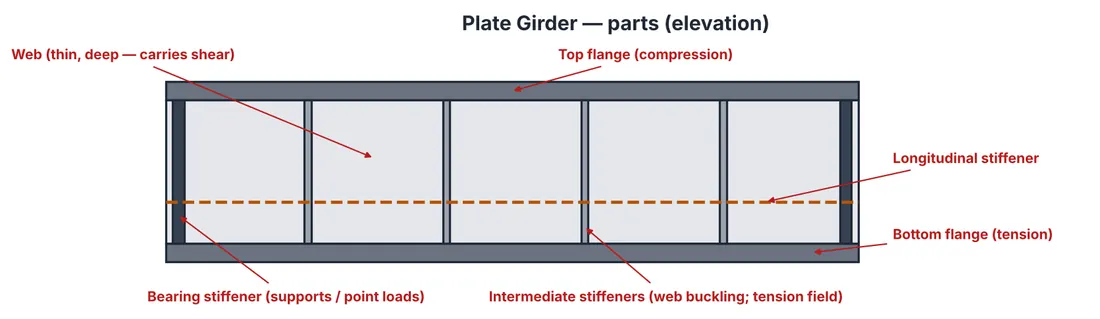 Plate Girder — parts (elevation)
Web (thin, deep — carries shear)
Top flange (compression)
Longitudinal stiffener
Bottom flange (tension)
Bearing stiffener (supports / point loads)
Intermediate stiffeners (web buckling; tension field)